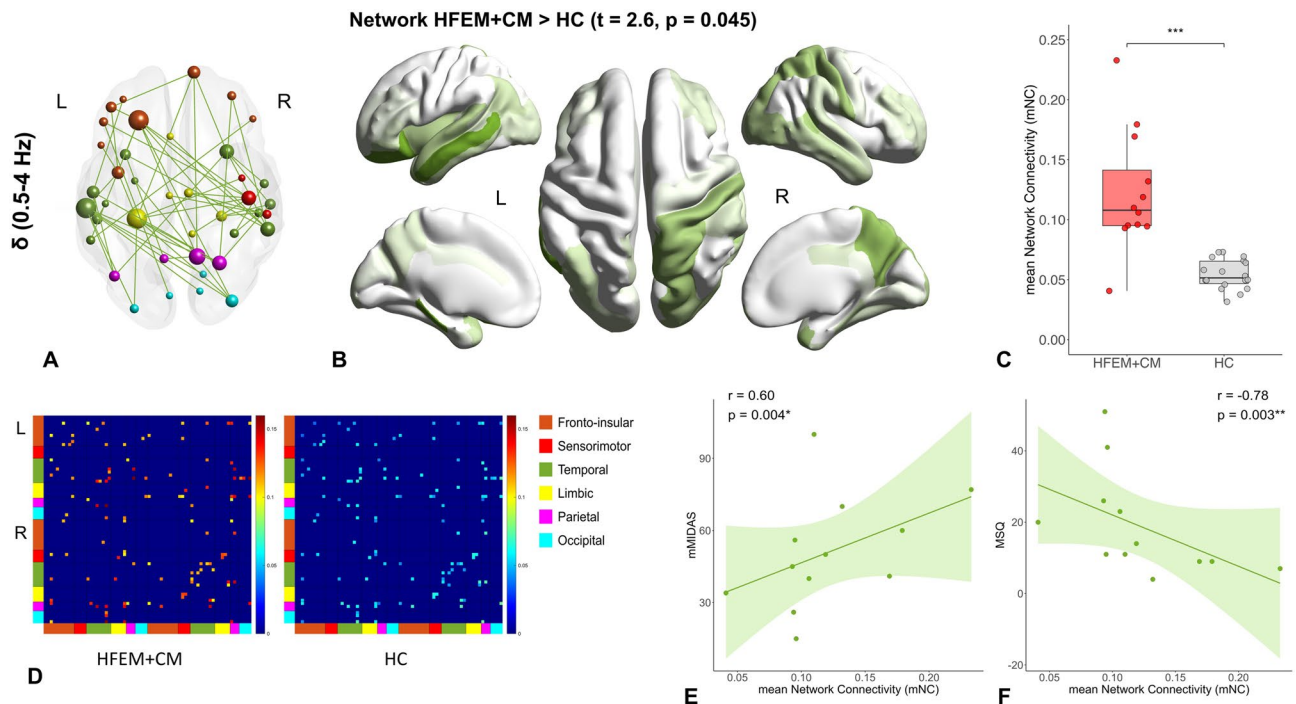 Network HFEM+CM > HC (t = 2.6, p = 0.045)
δ (0.5-4 Hz)
L
R
A
L
R
B
mean Network Connectivity (mNC)
0.25
0.20
0.15
0.10
0.05
0.00
***
HFEM+CM
HC
C
L
R
0.15
0.1
0.05
0
HFEM+CM
0.15
0.1
0.05
0
HC
Fronto-insular
Sensorimotor
Temporal
Limbic
Parietal
Occipital
D
r = 0.60
p = 0.004*
mMIDAS
90
60
30
0.05
0.10
0.15
0.20
mean Network Connectivity (mNC)
E
r = -0.78
p = 0.003**
MSQ
40
20
0
-20
0.05
0.10
0.15
0.20
mean Network Connectivity (mNC)
F